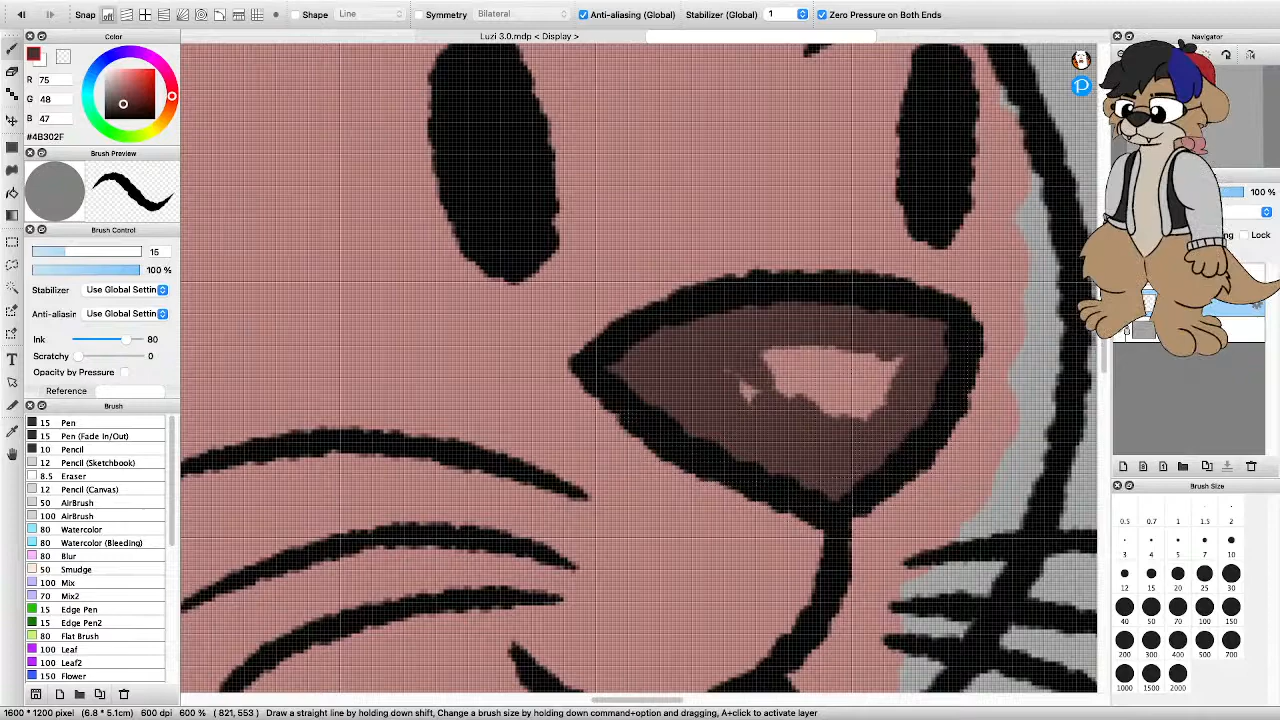 Snap
Shape
Line
Symmetry
Bilateral
Anti-aliasing (Global)
Stabilizer (Global)
1
Zero Pressure on Both Ends
Color
Luzi 3.0.mdp < Display >
Navigator
R 75
G 48
B 47
#4B302F
Brush Preview
100 %
Brush Control
15
100 %
Lock
Stabilizer Use Global Settin
Anti-aliasin Use Global Settin
Ink 80
Scratchy 0
Opacity by Pressure
Reference
Brush
15 Pen
15 Pen (Fade In/Out)
10 Pencil
12 Pencil (Sketchbook)
8.5 Eraser
12 Pencil (Canvas)
50 AirBrush
100 AirBrush
80 Watercolor
80 Watercolor (Bleeding)
80 Blur
50 Smudge
100 Mix
70 Mix2
15 Edge Pen
15 Edge Pen2
80 Flat Brush
100 Leaf
100 Leaf2
150 Flower
Brush Size
0.5 0.7 1 1.5 2
3 4 5 7 10
12 15 20 25 30
40 50 70 100 150
200 300 400 500 700
1000 1500 2000
1600 * 1200 pixel (6.8 * 5.1cm) 600 dpi 600 % ( 821, 553 ) Draw a straight line by holding down shift, Change a brush size by holding down command+option and dragging, A+click to activate layer